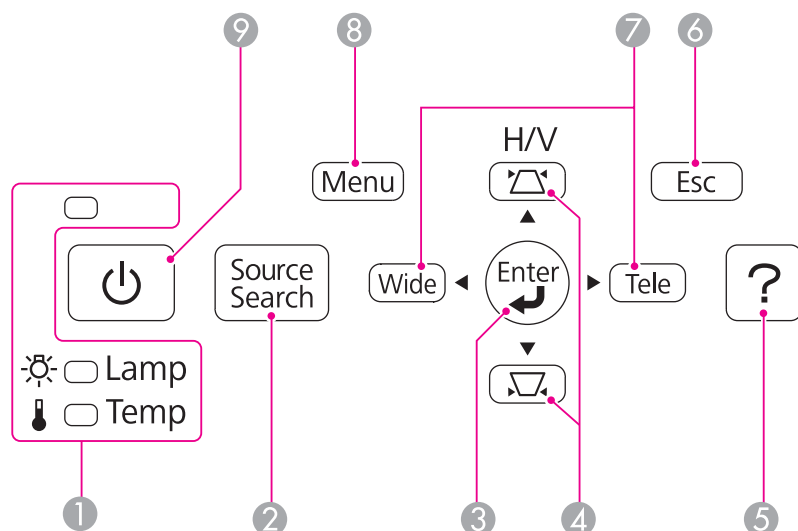 9 8 7 6
H/V
Menu
Esc
Source
Search
Wide
Enter
Tele
?
Lamp
Temp
1 2 3 4 5